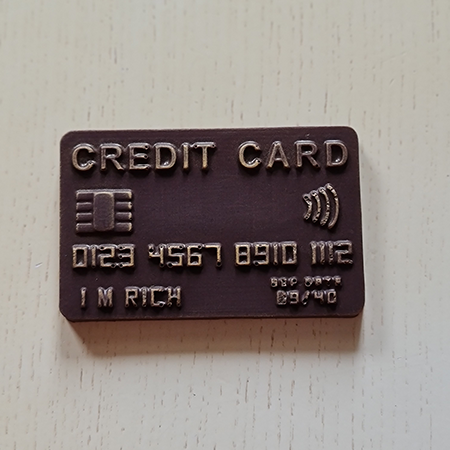 CREDIT CARD
0123 4567 8910 1112
I M RICH
09/40